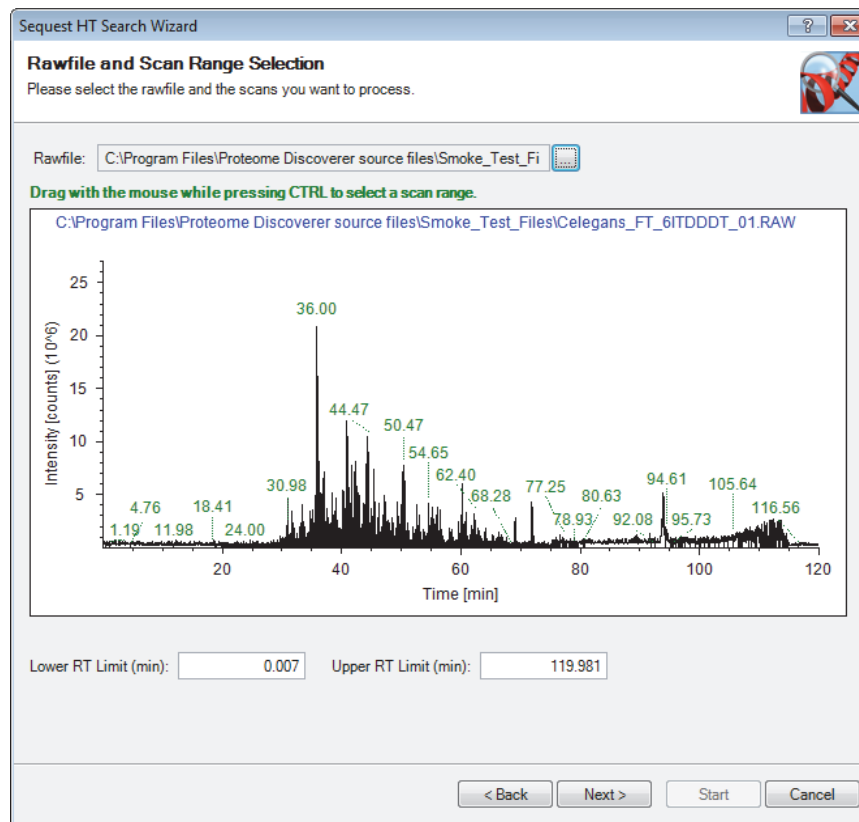 Sequest HT Search Wizard
Rawfile and Scan Range Selection
Please select the rawfile and the scans you want to process.
Rawfile: C:\Program Files\Proteome Discoverer source files\Smoke_Test_Fi ...
Drag with the mouse while pressing CTRL to select a scan range.
C:\Program Files\Proteome Discoverer source files\Smoke_Test_Files\Celegans_FT_6ITDDDT_01.RAW
Intensity [counts] (10^6)
25
20
15
10
5
36.00
44.47
50.47
54.65
30.98
62.40
4.76
18.41
68.28
77.25
80.63
94.61
105.64
116.56
1.19
11.98
24.00
78.93
92.08
95.73
20 40 60 80 100 120
Time [min]
Lower RT Limit (min): 0.007 Upper RT Limit (min): 119.981
< Back Next > Start Cancel